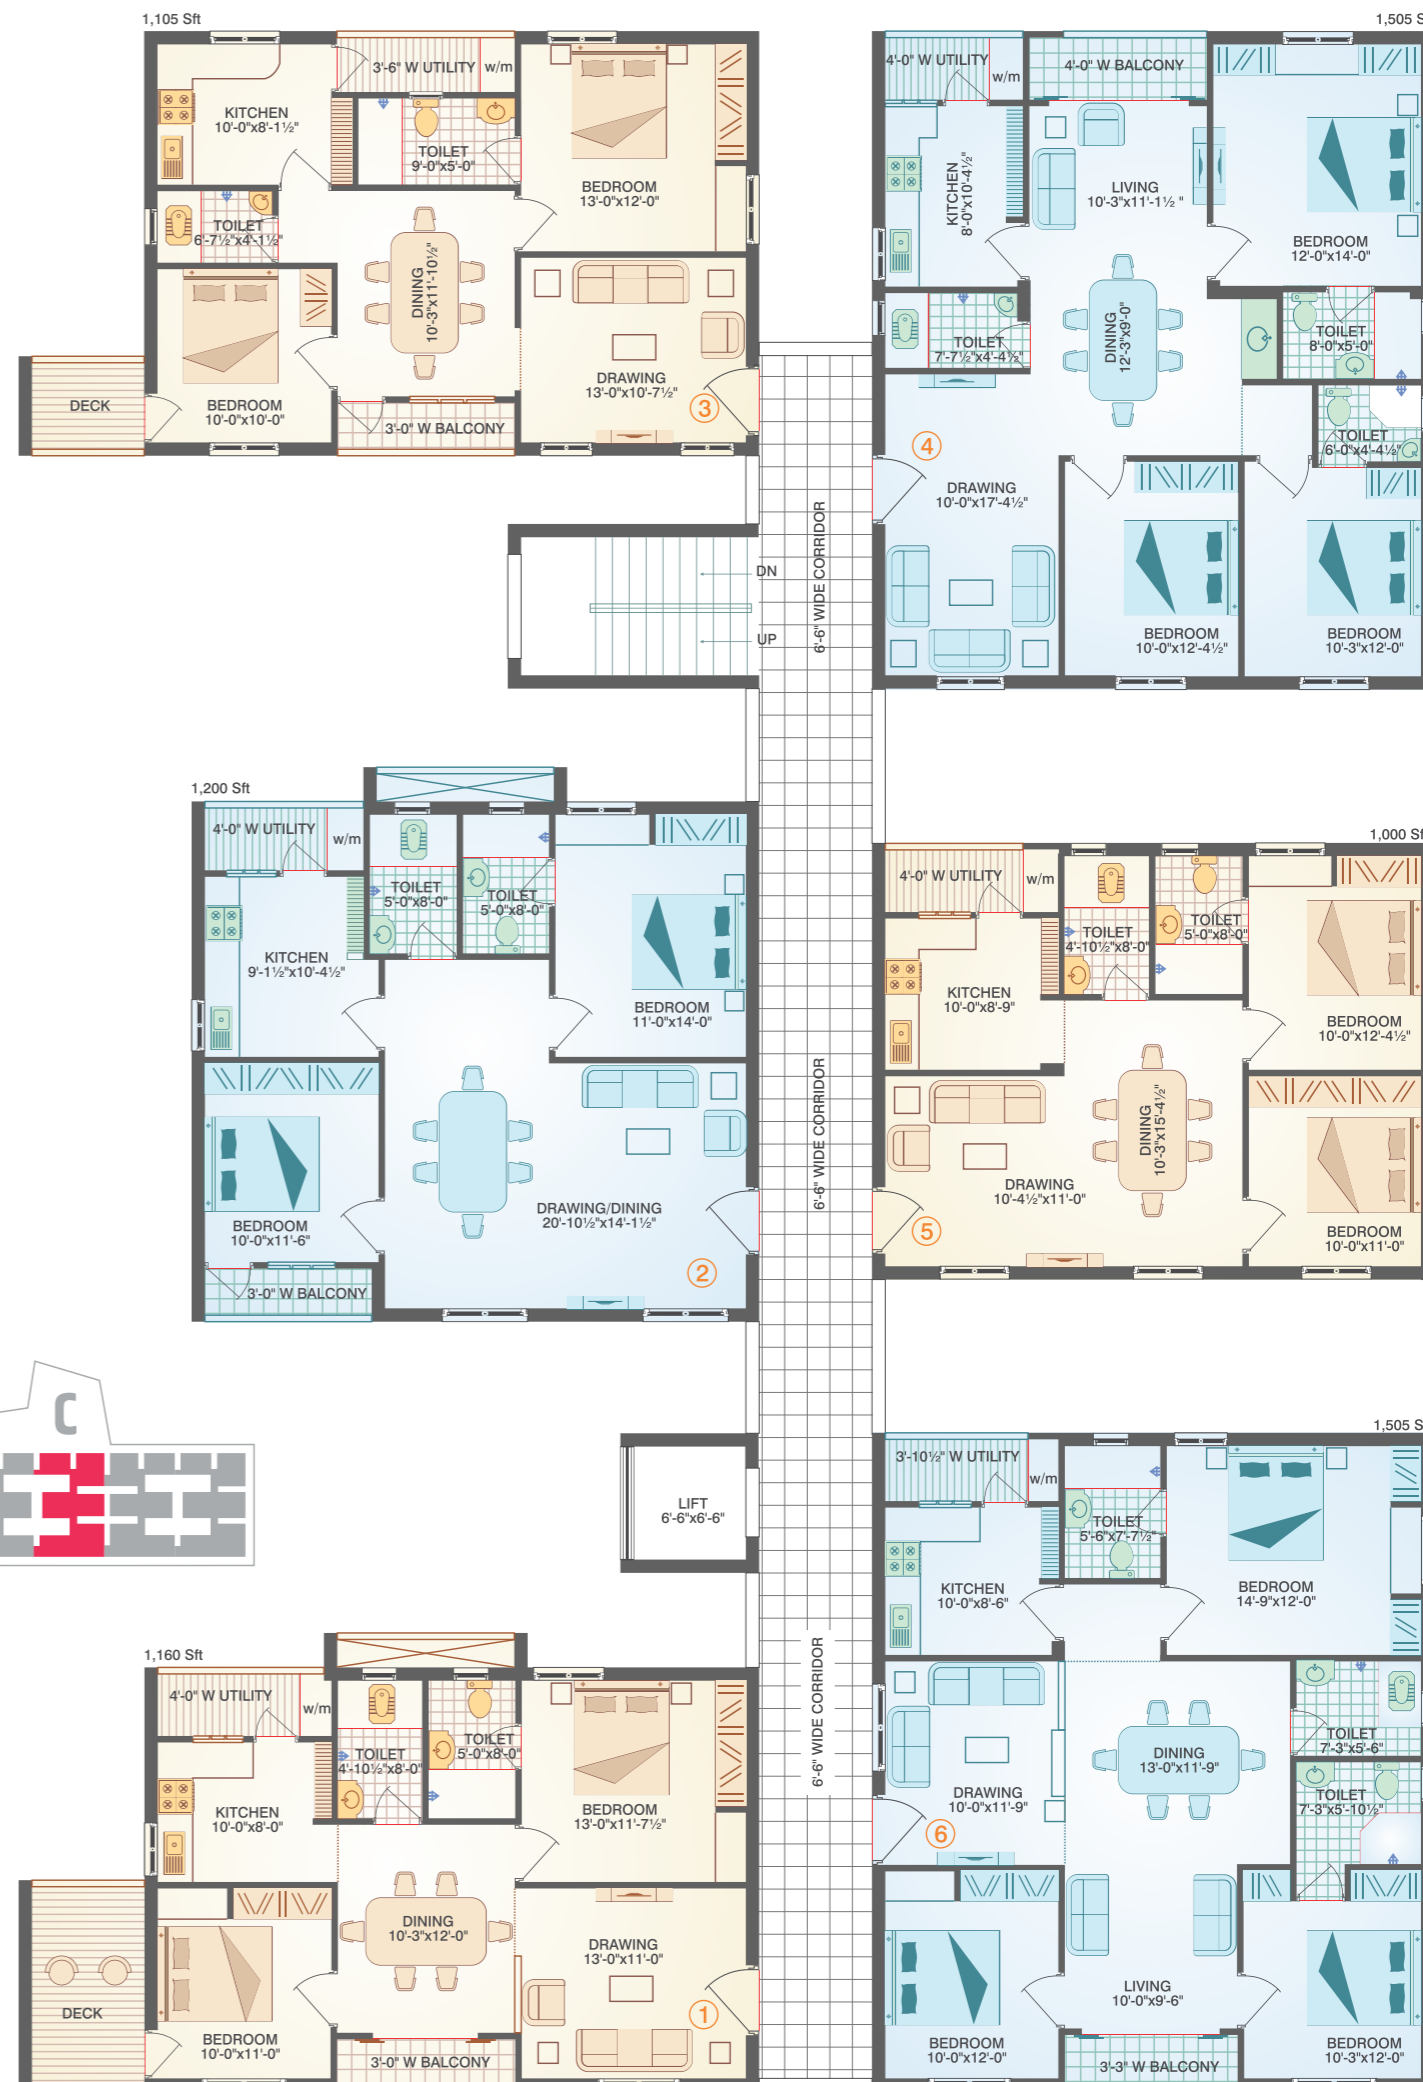 1,105 Sft
3'-6" W UTILITY
w/m
KITCHEN
10'-0"x8'-1½"
TOILET
9'-0"x5'-0"
BEDROOM
13'-0"x12'-0"
TOILET
6'-7½"x4'-1½"
DINING
10'-3"x11'-10½"
DECK
BEDROOM
10'-0"x10'-0"
3'-0" W BALCONY
DRAWING
13'-0"x10'-7½"
3
1,505 S
4'-0" W UTILITY
w/m
4'-0" W BALCONY
KITCHEN
8'-0"x10'-4½"
LIVING
10'-3"x11'-1½ "
BEDROOM
12'-0"x14'-0"
TOILET
7'-7½"x4'-4½"
DINING
12'-3"x9'-0"
TOILET
8'-0"x5'-0"
TOILET
6'-0"x4'-4½"
4
DRAWING
10'-0"x17'-4½"
BEDROOM
10'-0"x12'-4½"
BEDROOM
10'-3"x12'-0"
DN
UP
6'-6" WIDE CORRIDOR
1,200 Sft
4'-0" W UTILITY
w/m
TOILET
5'-0"x8'-0"
TOILET
5'-0"x8'-0"
KITCHEN
9'-1½"x10'-4½"
BEDROOM
11'-0"x14'-0"
BEDROOM
10'-0"x11'-6"
DRAWING/DINING
20'-10½"x14'-1½"
3'-0" W BALCONY
2
6'-6" WIDE CORRIDOR
1,000 Sf
4'-0" W UTILITY
w/m
TOILET
4'-10½"x8'-0"
TOILET
5'-0"x8'-0"
KITCHEN
10'-0"x8'-9"
BEDROOM
10'-0"x12'-4½"
DINING
10'-3"x15'-4½"
DRAWING
10'-4½"x11'-0"
BEDROOM
10'-0"x11'-0"
5
C
LIFT
6'-6"x6'-6"
6'-6" WIDE CORRIDOR
1,505 S
3'-10½" W UTILITY
w/m
TOILET
5'-6"x7'-7½"
KITCHEN
10'-0"x8'-6"
BEDROOM
14'-9"x12'-0"
TOILET
7'-3"x5'-6"
DINING
13'-0"x11'-9"
DRAWING
10'-0"x11'-9"
TOILET
7'-3"x5'-10½"
6
LIVING
10'-0"x9'-6"
BEDROOM
10'-0"x12'-0"
3'-3" W BALCONY
BEDROOM
10'-3"x12'-0"
1,160 Sft
4'-0" W UTILITY
w/m
TOILET
4'-10½"x8'-0"
TOILET
5'-0"x8'-0"
KITCHEN
10'-0"x8'-0"
BEDROOM
13'-0"x11'-7½"
DINING
10'-3"x12'-0"
DRAWING
13'-0"x11'-0"
DECK
BEDROOM
10'-0"x11'-0"
3'-0" W BALCONY
1